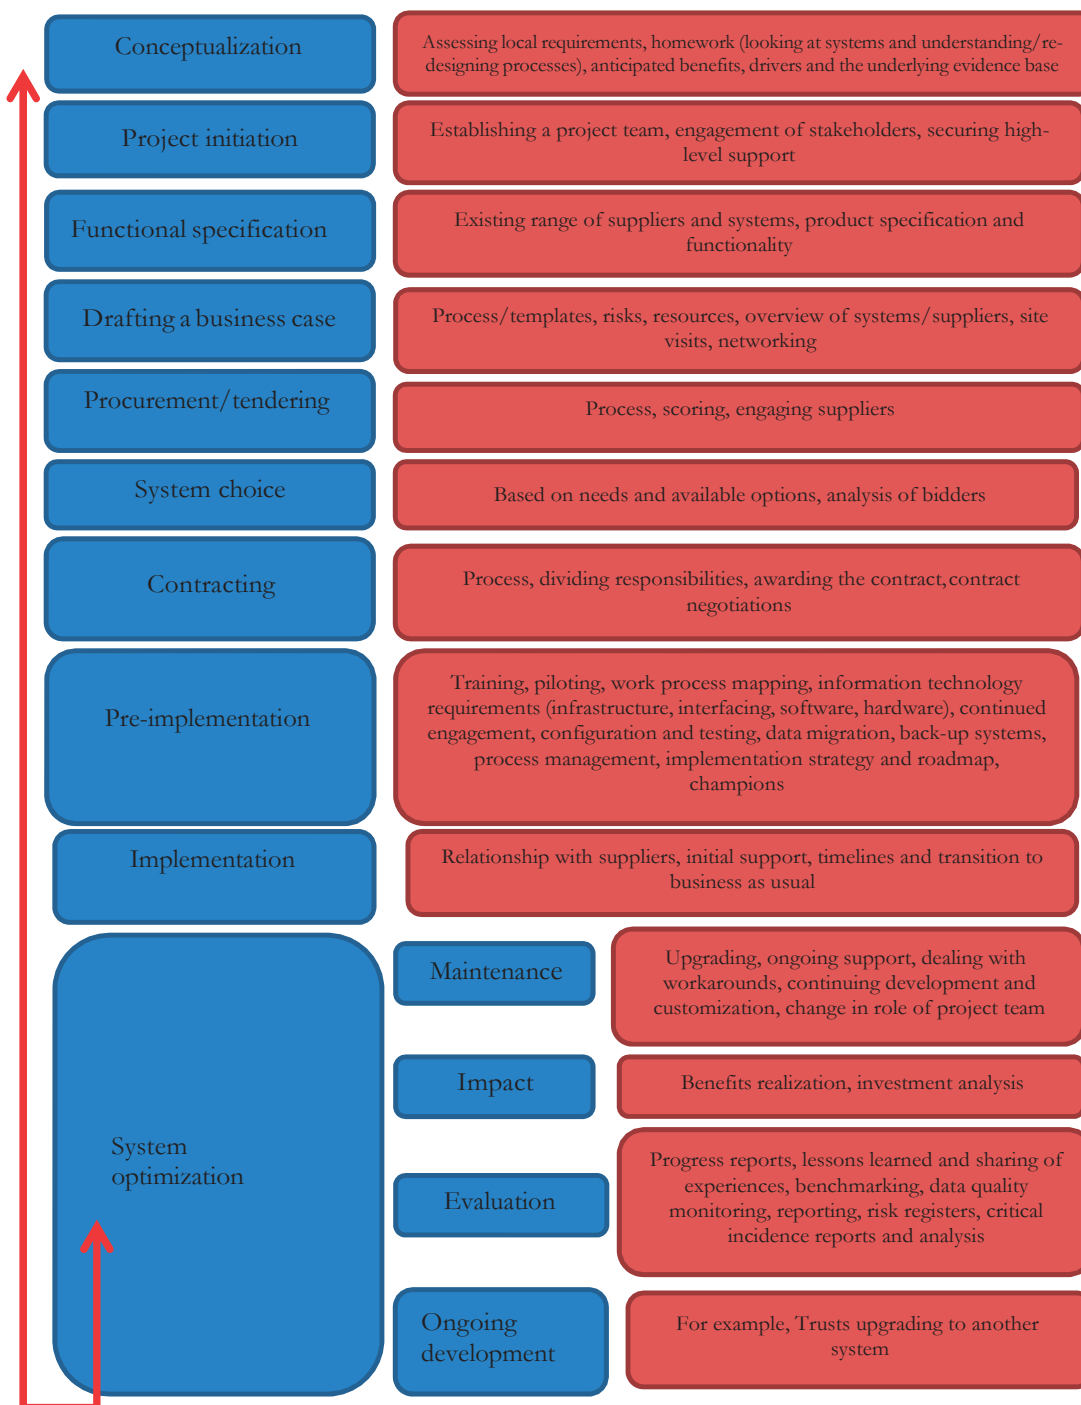 Conceptualization
Assessing local requirements, homework (looking at systems and understanding/re-
designing processes), anticipated benefits, drivers and the underlying evidence base
Project initiation
Establishing a project team, engagement of stakeholders, securing high-
level support
Functional specification
Existing range of suppliers and systems, product specification and
functionality
Drafting a business case
Process/templates, risks, resources, overview of systems/suppliers, site
visits, networking
Procurement/tendering
Process, scoring, engaging suppliers
System choice
Based on needs and available options, analysis of bidders
Contracting
Process, dividing responsibilities, awarding the contract, contract
negotiations
Pre-implementation
Training, piloting, work process mapping, information technology
requirements (infrastructure, interfacing, software, hardware), continued
engagement, configuration and testing, data migration, back-up systems,
process management, implementation strategy and roadmap,
champions
Implementation
Relationship with suppliers, initial support, timelines and transition to
business as usual
System
optimization
Maintenance
Upgrading, ongoing support, dealing with
workarounds, continuing development and
customization, change in role of project team
Impact
Benefits realization, investment analysis
Evaluation
Progress reports, lessons learned and sharing of
experiences, benchmarking, data quality
monitoring, reporting, risk registers, critical
incidence reports and analysis
Ongoing
development
For example, Trusts upgrading to another
system